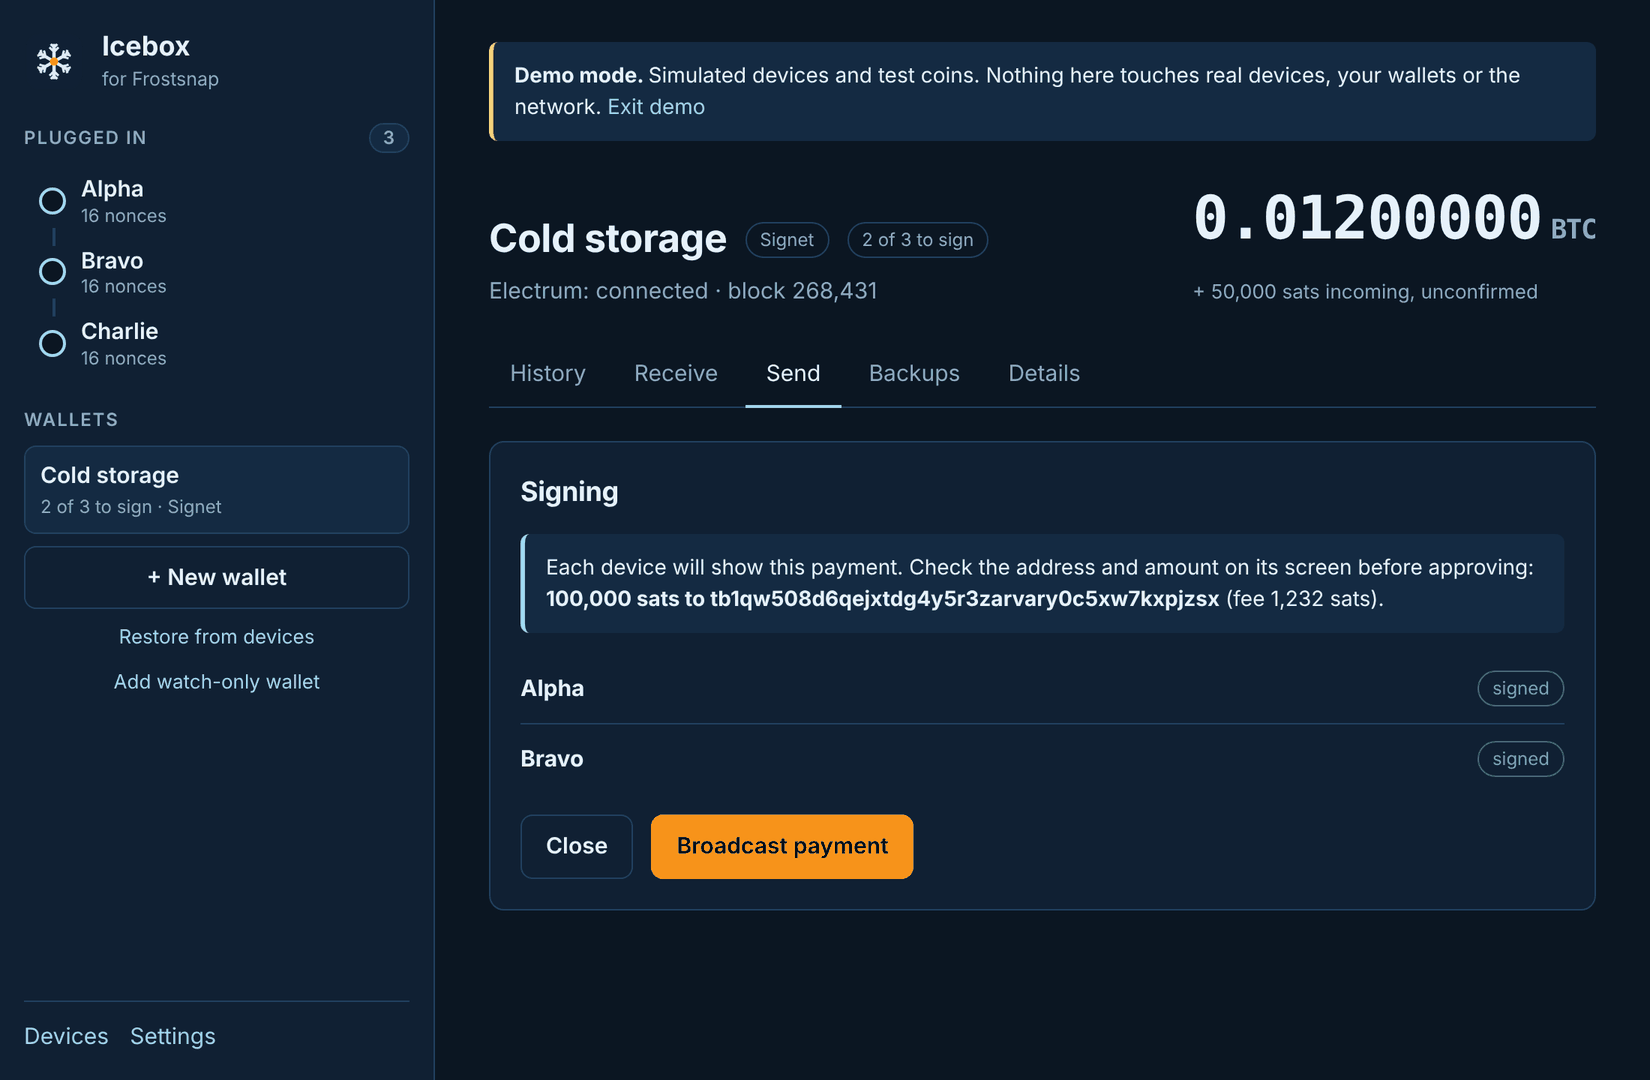 Icebox
for Frostsnap
PLUGGED IN
3
Alpha
16 nonces
Bravo
16 nonces
Charlie
16 nonces
WALLETS
Cold storage
2 of 3 to sign · Signet
+ New wallet
Restore from devices
Add watch-only wallet
Devices
Settings
Demo mode. Simulated devices and test coins. Nothing here touches real devices, your wallets or the
network. Exit demo
Cold storage
Signet
2 of 3 to sign
Electrum: connected · block 268,431
0.01200000 BTC
+ 50,000 sats incoming, unconfirmed
History
Receive
Send
Backups
Details
Signing
Each device will show this payment. Check the address and amount on its screen before approving:
100,000 sats to tb1qw508d6qejxtdg4y5r3zarvary0c5xw7kxpjzsx (fee 1,232 sats).
Alpha
signed
Bravo
signed
Close
Broadcast payment